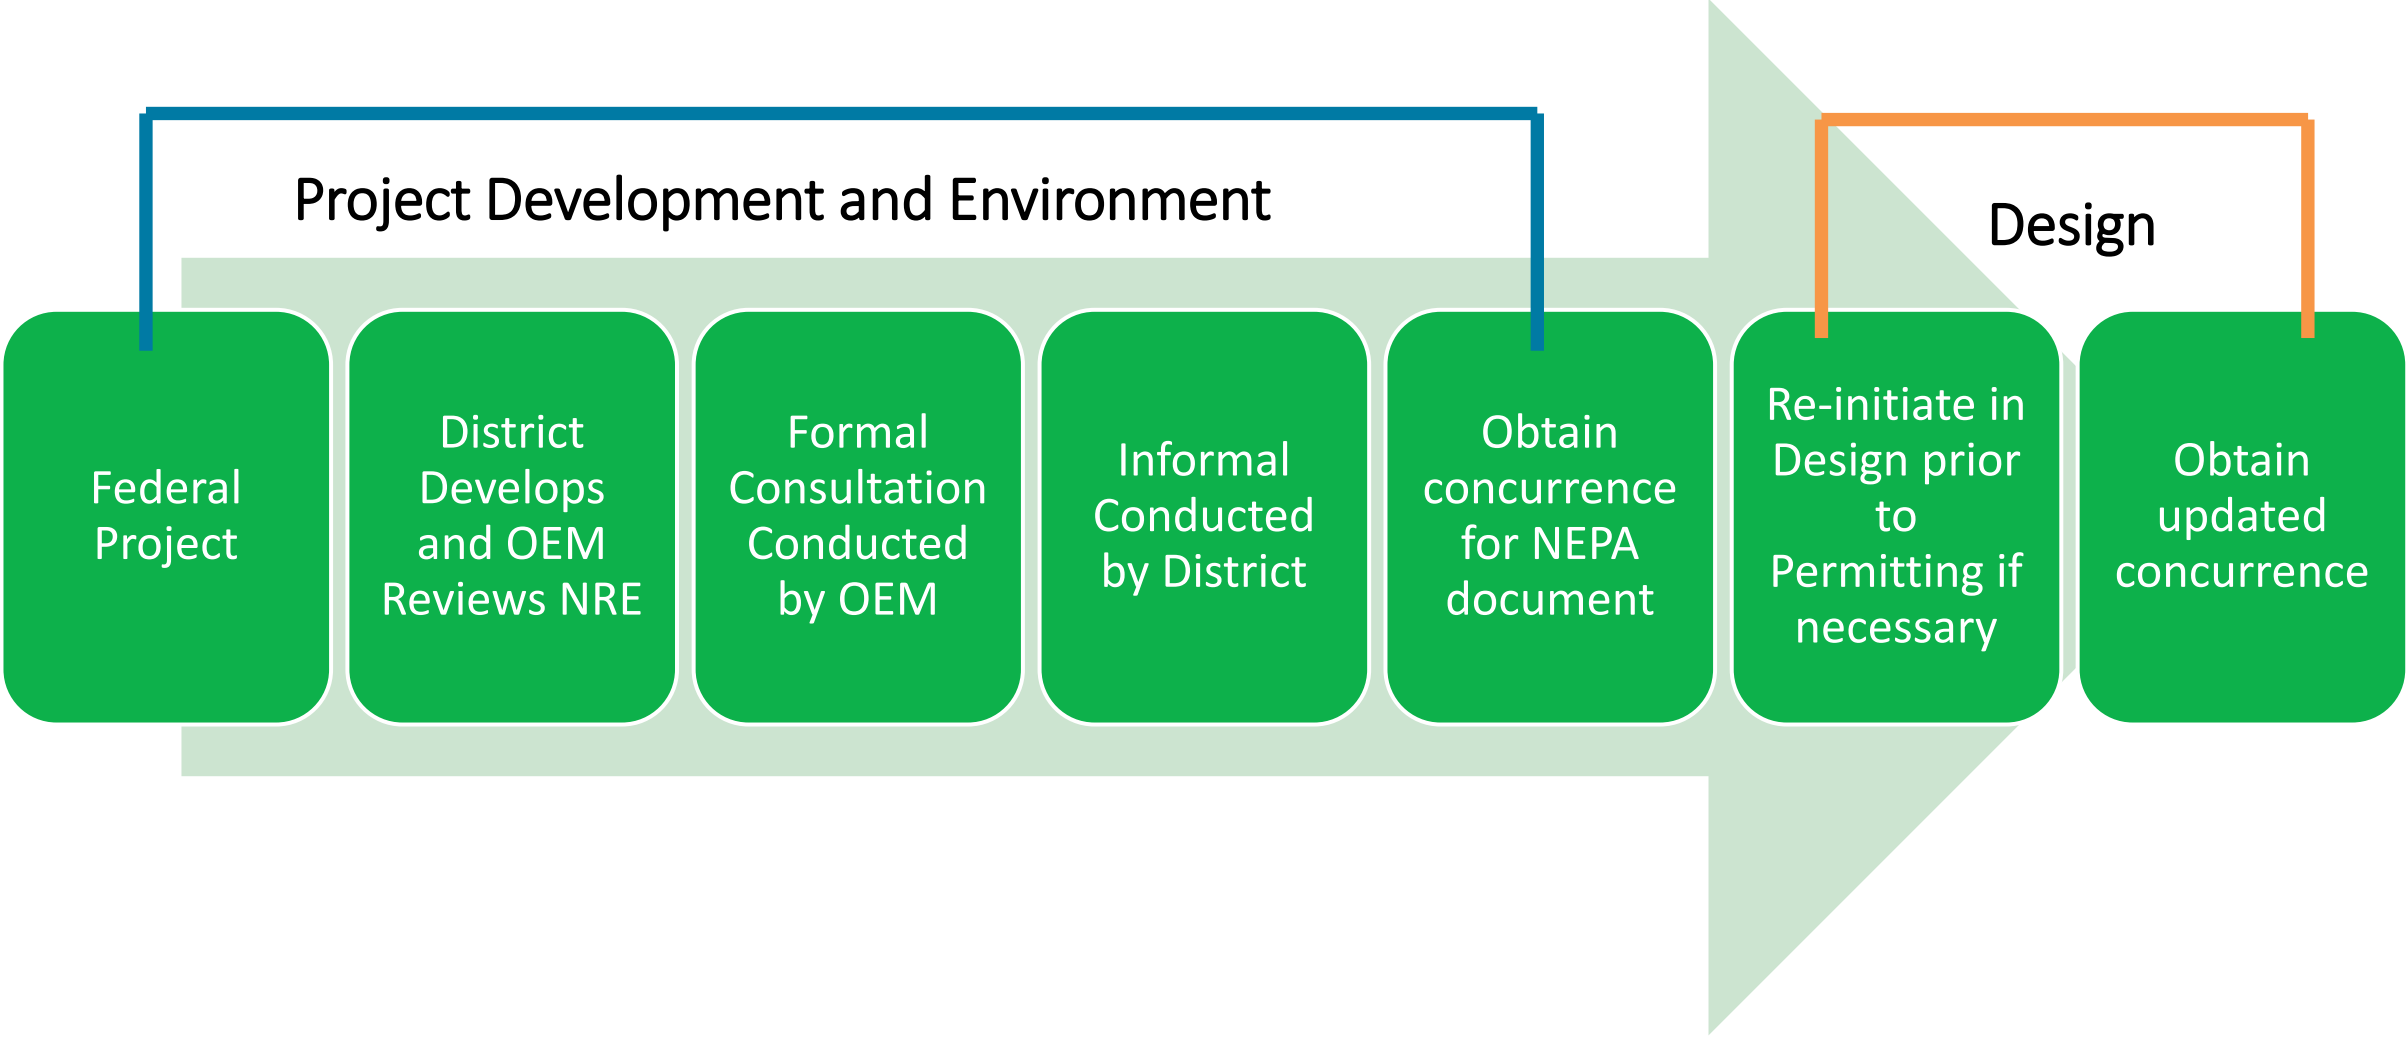 Project Development and Environment
Design
Federal
Project
District
Develops
and OEM
Reviews NRE
Formal
Consultation
Conducted
by OEM
Informal
Conducted
by District
Obtain
concurrence
for NEPA
document
Re-initiate in
Design prior
to
Permitting if
necessary
Obtain
updated
concurrence